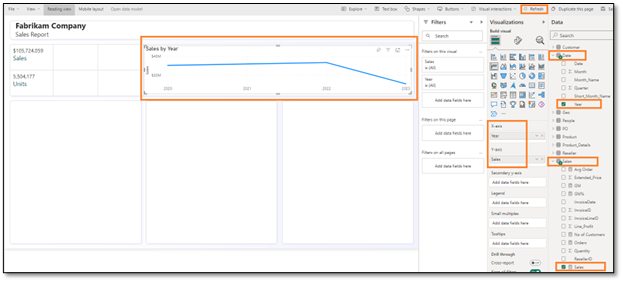 File
View
Reading view
Mobile layout
Open data model
Explore
Text box
Shapes
Buttons
Visual interactions
Refresh
Duplicate this page
Fabrikam Company
Sales Report
$105,724,059
Sales
5,504,177
Units
Sales by Year
$40M
$20M
2020
2021
2022
2023
Filters
Search
Filters on this visual
Sales
is (All)
Year
is (All)
Add data fields here
Filters on this page
Add data fields here
Filters on all pages
Add data fields here
Visualizations
Build visual
X-axis
Year
Y-axis
Sales
Secondary y-axis
Add data fields here
Legend
Add data fields here
Small multiples
Add data fields here
Tooltips
Add data fields here
Drill through
Cross-report
Data
Search
Customer
Date
Date
Month
Month_Name
Quarter
Short_Month_Name
Year
Geo
People
PO
Product
Product_Details
Reseller
Sales
Avg Order
Extended_Price
GM
GM%
InvoiceDate
InvoiceID
InvoiceLineID
Line_Profit
No of Customers
Orders
Quantity
ResellerID
Sales